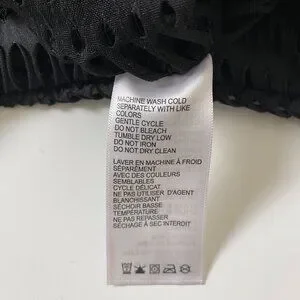 MACHINE WASH COLD
SEPARATELY WITH LIKE
COLORS
GENTLE CYCLE
DO NOT BLEACH
TUMBLE DRY LOW
DO NOT IRON
DO NOT DRY CLEAN
LAVER EN MACHINE À FROID
SÉPARÉMENT
AVEC DES COULEURS
SEMBLABLES
CYCLE DÉLICAT
NE PAS UTILISER D'AGENT
BLANCHISSANT
SÉCHOIR BASSE
TEMPÉRATURE
NE PAS REPASSER
SÉCHAGE À SEC INTERDIT